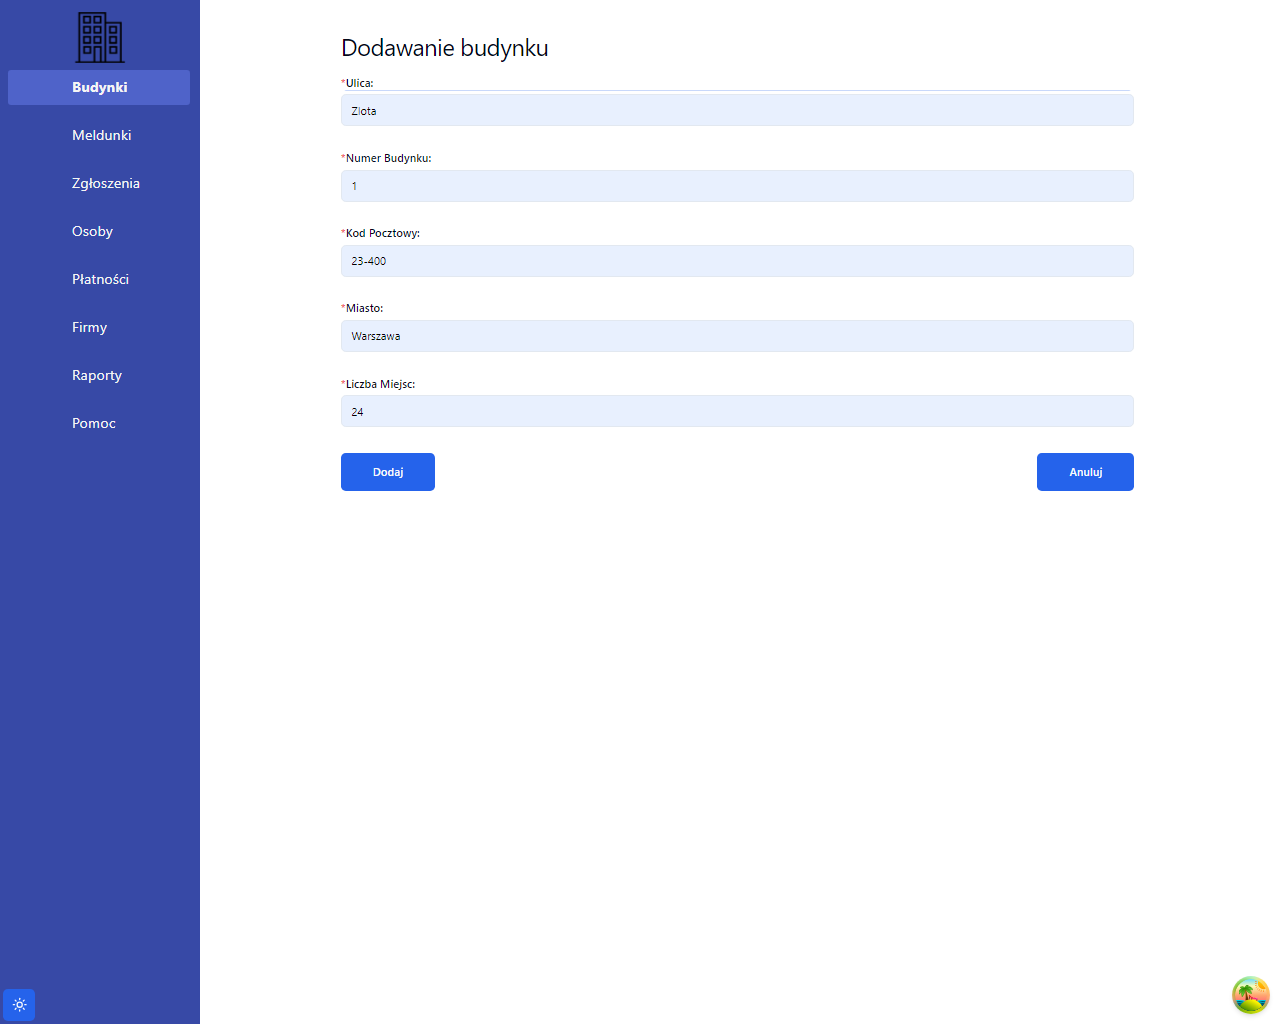 Budynki
Meldunki
Zgłoszenia
Osoby
Płatności
Firmy
Raporty
Pomoc
Dodawanie budynku
*Ulica:
Zlota
*Numer Budynku:
1
*Kod Pocztowy:
23-400
*Miasto:
Warszawa
*Liczba Miejsc:
24
Dodaj
Anuluj